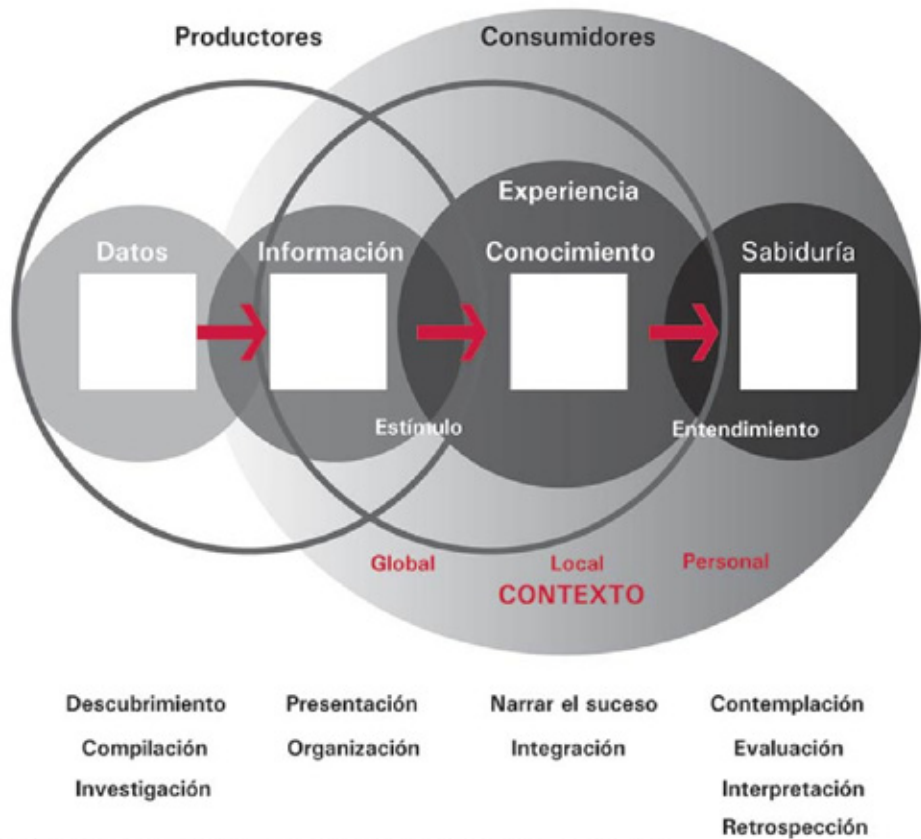 Productores
Consumidores
Experiencia
Datos
Información
Conocimiento
Sabiduría
Estímulo
Entendimiento
Global
Local
Personal
CONTEXTO
Descubrimiento
Presentación
Narrar el suceso
Contemplación
Compilación
Organización
Integración
Evaluación
Investigación
Interpretación
Retrospección